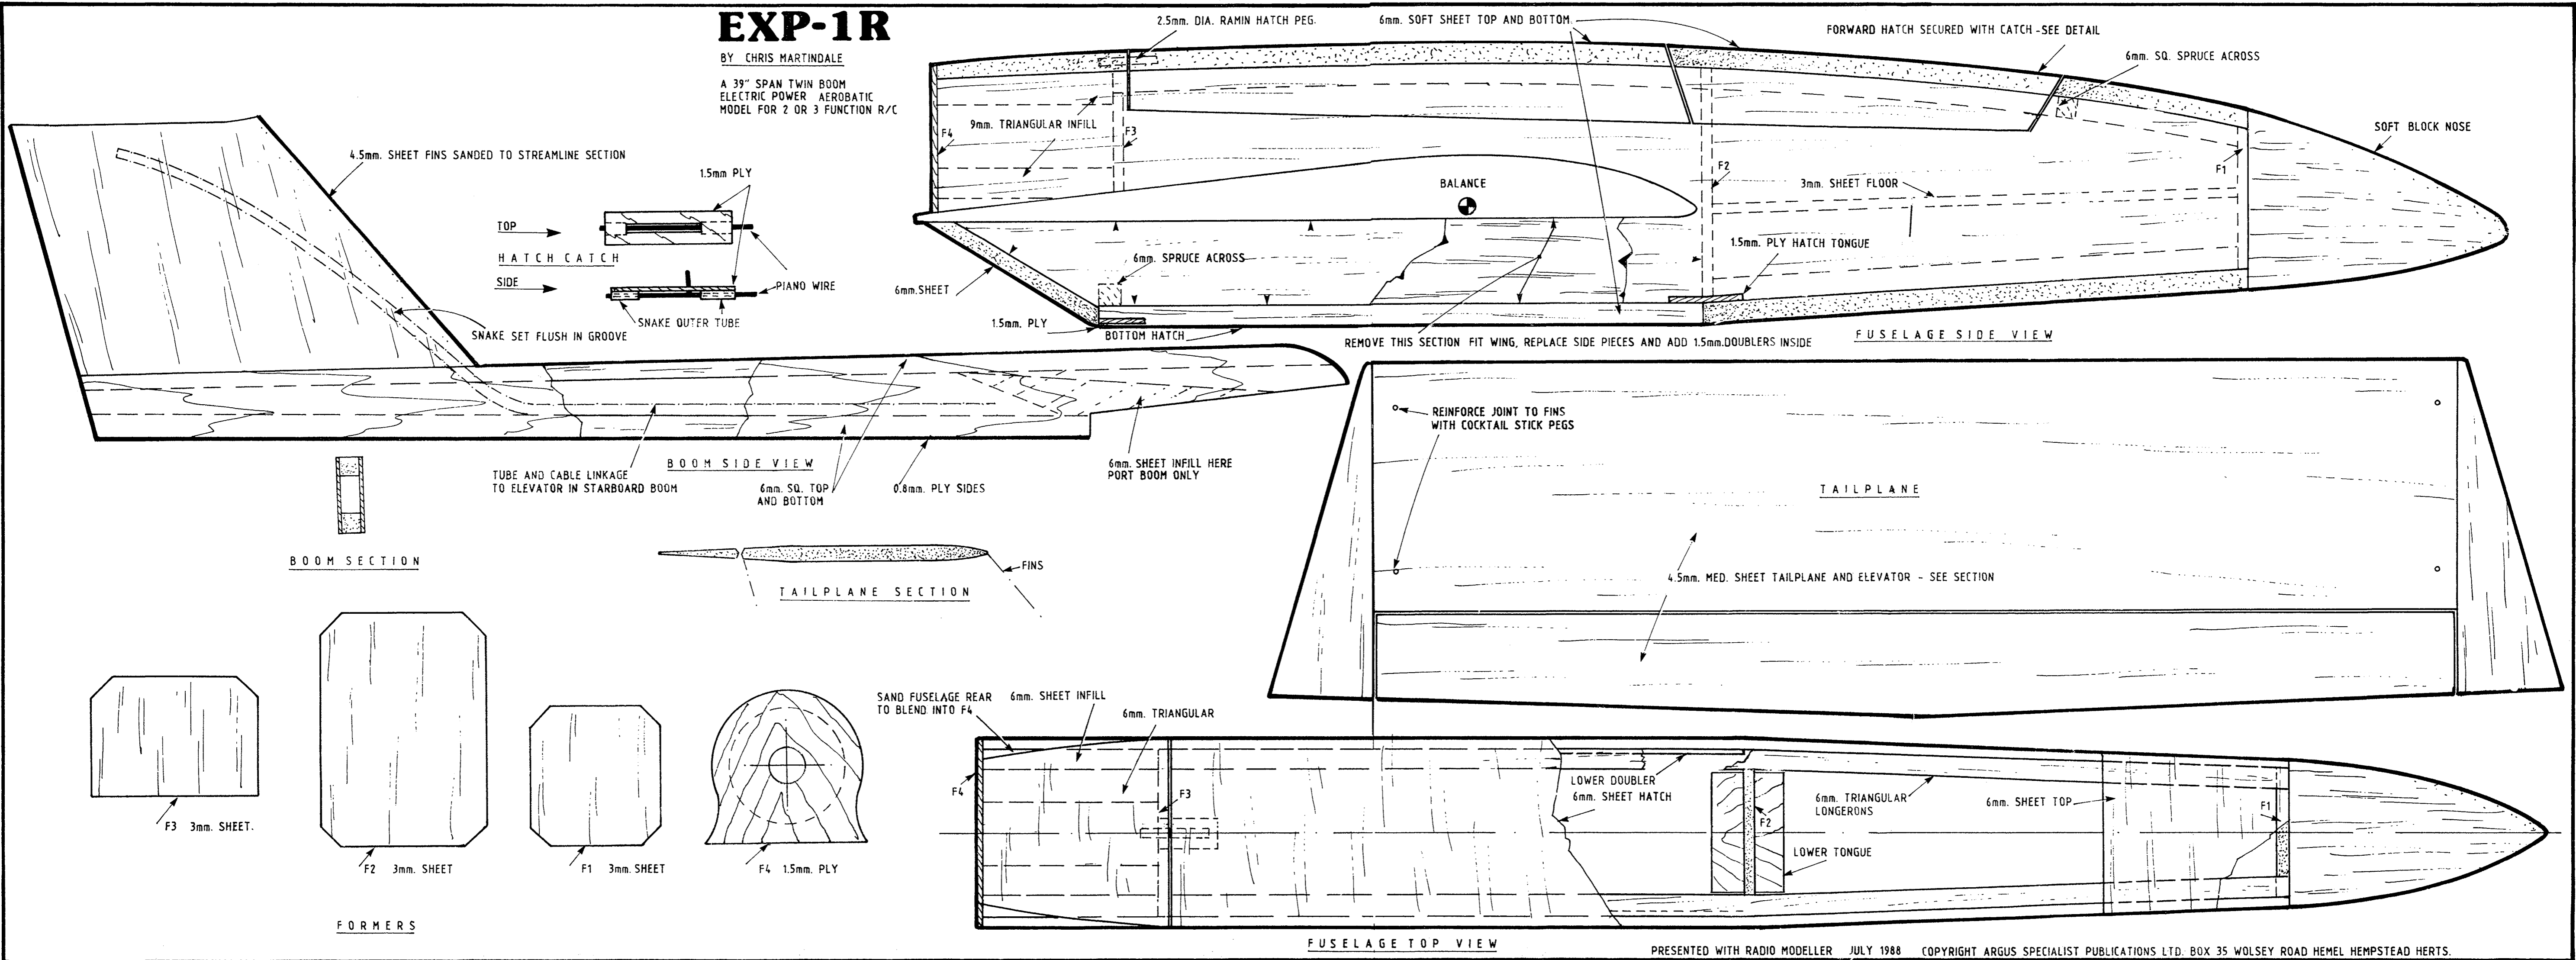 EXP-1R
BY CHRIS MARTINDALE
A 39" SPAN TWIN BOOM
ELECTRIC POWER AEROBATIC
MODEL FOR 2 OR 3 FUNCTION R/C
2.5mm. DIA. RAMIN HATCH PEG.
6mm. SOFT SHEET TOP AND BOTTOM.
FORWARD HATCH SECURED WITH CATCH - SEE DETAIL
6mm. SQ. SPRUCE ACROSS
SOFT BLOCK NOSE
F4
9mm. TRIANGULAR INFILL
F3
F2
F1
3mm. SHEET FLOOR
BALANCE
1.5mm. PLY HATCH TONGUE
6mm. SPRUCE ACROSS
6mm. SHEET
1.5mm. PLY
BOTTOM HATCH
REMOVE THIS SECTION FIT WING, REPLACE SIDE PIECES AND ADD 1.5mm. DOUBLERS INSIDE
FUSELAGE SIDE VIEW
4.5mm. SHEET FINS SANDED TO STREAMLINE SECTION
1.5mm PLY
TOP
HATCH CATCH
SIDE
PIANO WIRE
SNAKE OUTER TUBE
SNAKE SET FLUSH IN GROOVE
TUBE AND CABLE LINKAGE
TO ELEVATOR IN STARBOARD BOOM
BOOM SIDE VIEW
6mm. SQ. TOP
AND BOTTOM
0.8mm. PLY SIDES
6mm. SHEET INFILL HERE
PORT BOOM ONLY
BOOM SECTION
FINS
TAILPLANE SECTION
REINFORCE JOINT TO FINS
WITH COCKTAIL STICK PEGS
TAILPLANE
4.5mm. MED. SHEET TAILPLANE AND ELEVATOR - SEE SECTION
F3 3mm. SHEET.
F2 3mm. SHEET
F1 3mm. SHEET
F4 1.5mm. PLY
FORMERS
SAND FUSELAGE REAR
TO BLEND INTO F4
6mm. SHEET INFILL
6mm. TRIANGULAR
F4
F3
LOWER DOUBLER
6mm. SHEET HATCH
F2
6mm. TRIANGULAR
LONGERONS
LOWER TONGUE
6mm. SHEET TOP
F1
FUSELAGE TOP VIEW
PRESENTED WITH RADIO MODELLER JULY 1988 COPYRIGHT ARGUS SPECIALIST PUBLICATIONS LTD. BOX 35 WOLSEY ROAD HEMEL HEMPSTEAD HERTS.